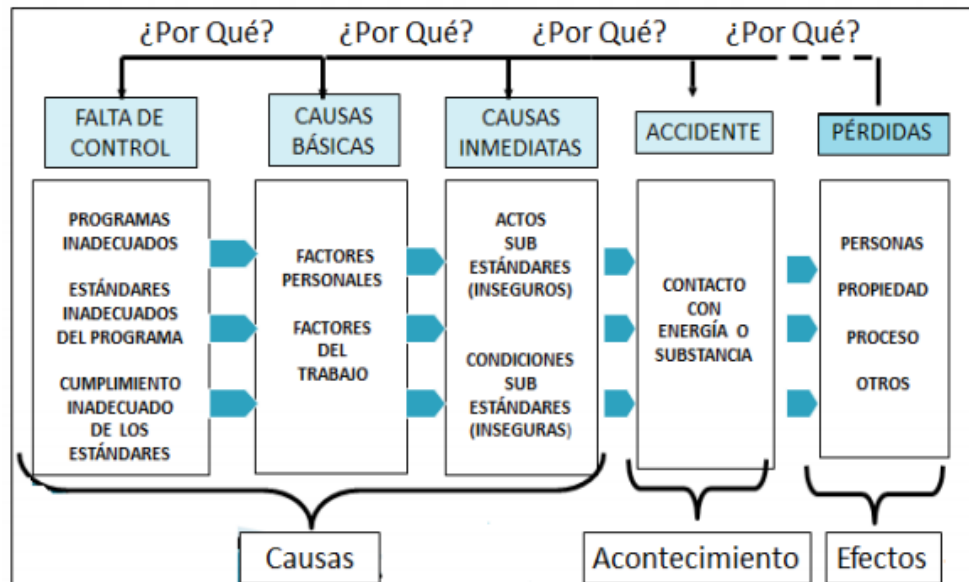 ¿Por Qué? ¿Por Qué? ¿Por Qué? ¿Por Qué?
FALTA DE
CONTROL
CAUSAS
BÁSICAS
CAUSAS
INMEDIATAS
ACCIDENTE
PÉRDIDAS
PROGRAMAS
INADECUADOS
ESTÁNDARES
INADECUADOS
DEL PROGRAMA
CUMPLIMIENTO
INADECUADO
DE LOS
ESTÁNDARES
FACTORES
PERSONALES
FACTORES
DEL
TRABAJO
ACTOS
SUB
ESTÁNDARES
(INSEGUROS)
CONDICIONES
SUB
ESTÁNDARES
(INSEGURAS)
CONTACTO
CON
ENERGÍA O
SUBSTANCIA
PERSONAS
PROPIEDAD
PROCESO
OTROS
Causas
Acontecimiento
Efectos